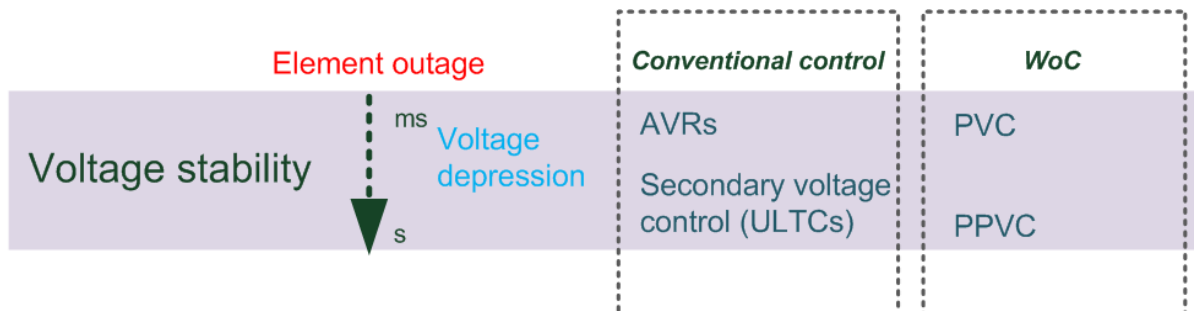 Element outage
Conventional control
WoC
ms
AVRs
PVC
Voltage
depression
Voltage stability
Secondary voltage
control (ULTCs)
PPVC
s